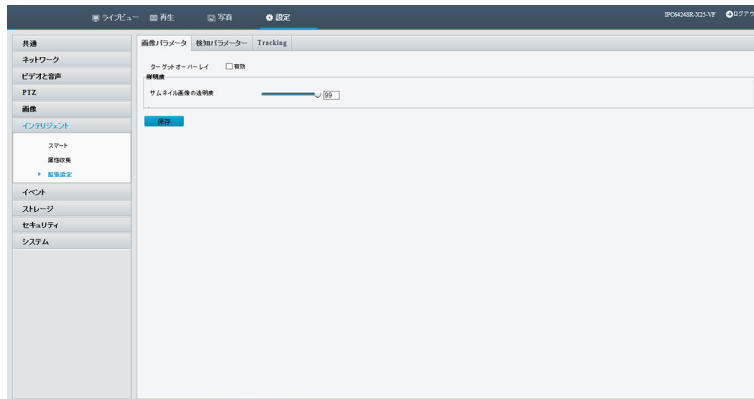 ライブビュー 再生 写真 設定 IPC6424SR-X25-VF ログアウ
共通
ネットワーク
ビデオと音声
PTZ
画像
インテリジェント
スマート
属性収集
拡張設定
イベント
ストレージ
セキュリティ
システム
画像パラメータ 検知パラメーター Tracking
ターゲットオーバーレイ 有効
鮮明度
サムネイル画像の透明度 99
保存